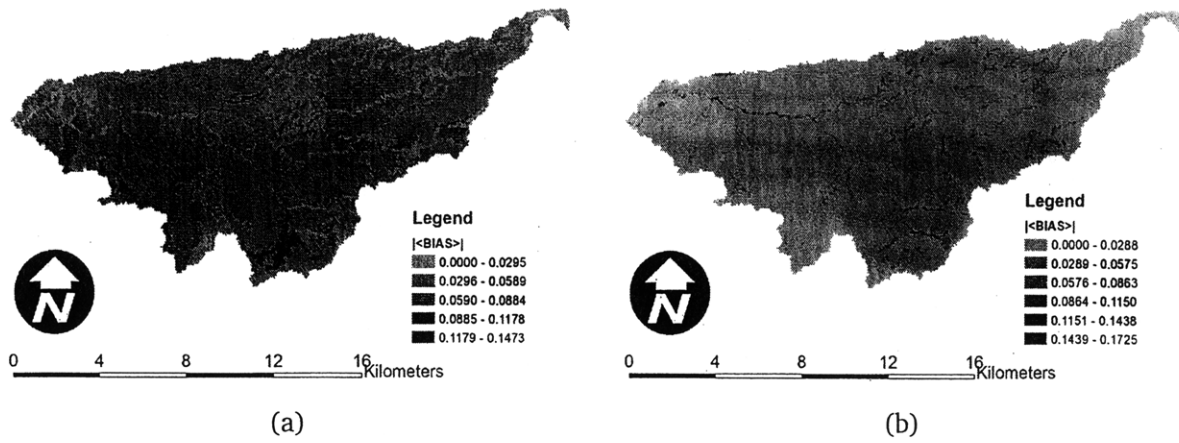 Legend
|<BIAS>|
0.0000 - 0.0295
0.0296 - 0.0589
0.0590 - 0.0884
0.0885 - 0.1178
0.1179 - 0.1473
N
0 4 8 12 16
Kilometers
(a)
Legend
|<BIAS>|
0.0000 - 0.0288
0.0289 - 0.0575
0.0576 - 0.0863
0.0864 - 0.1150
0.1151 - 0.1438
0.1439 - 0.1725
N
0 4 8 12 16
Kilometers
(b)